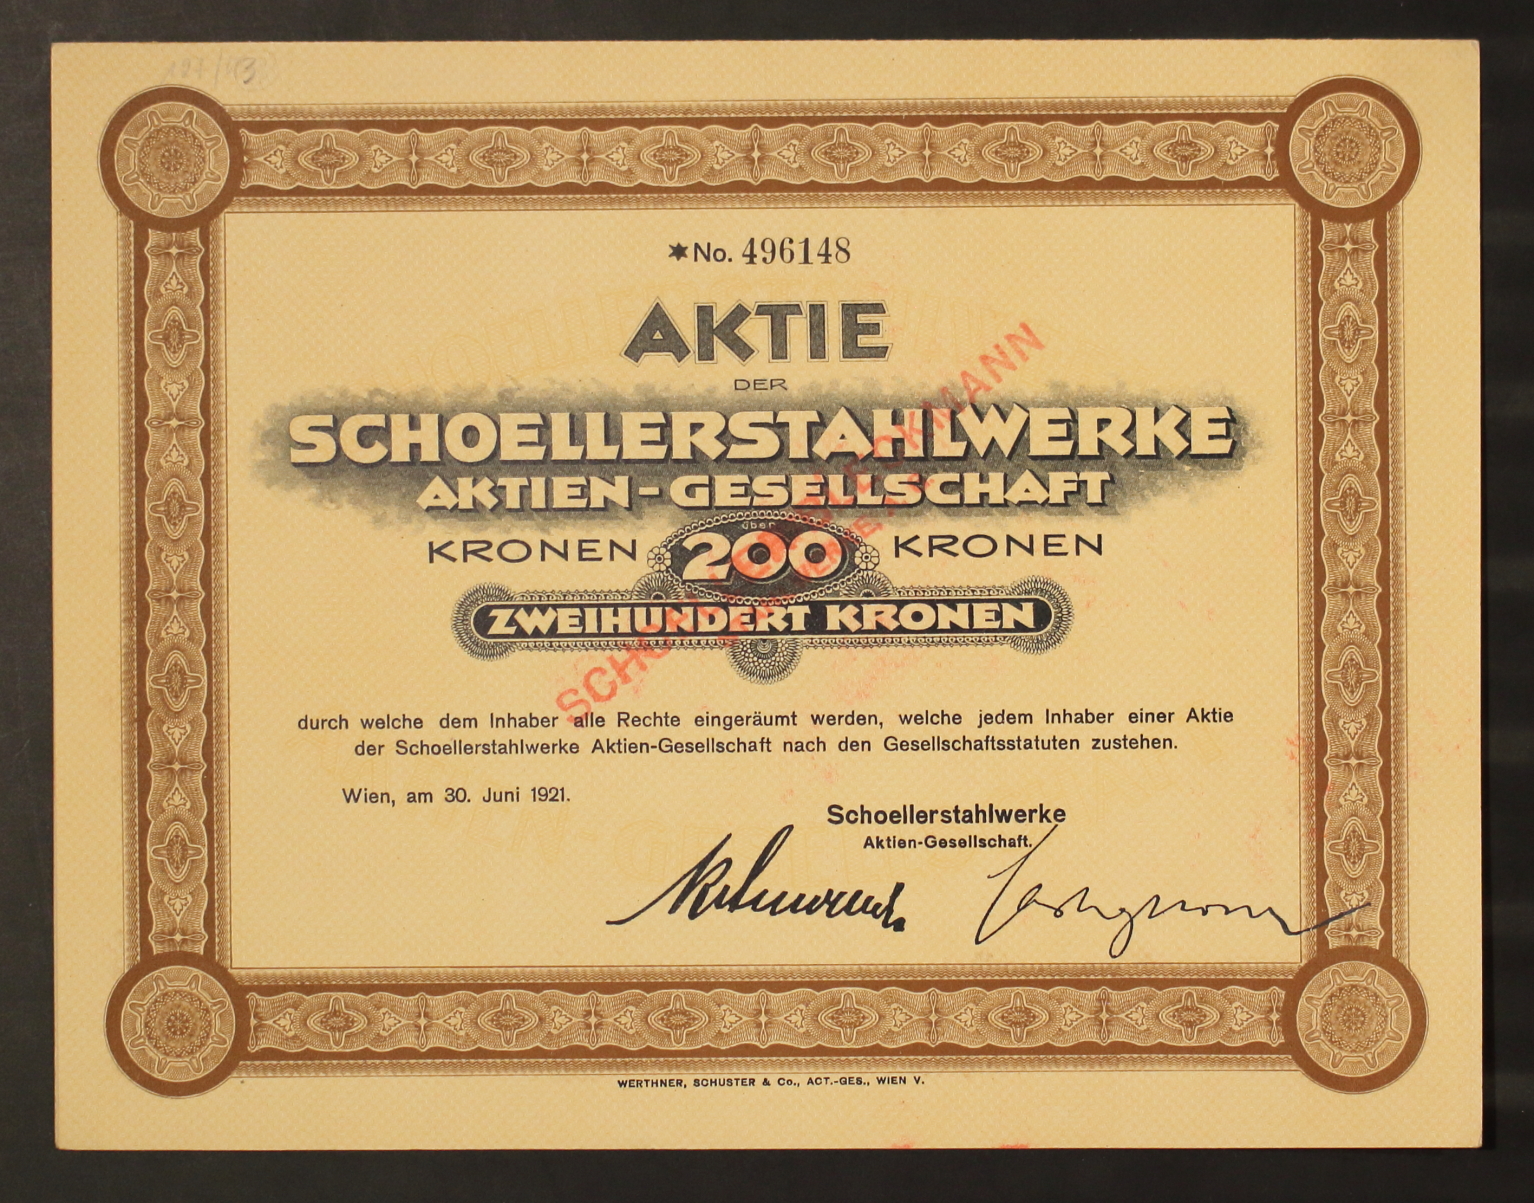 ★No. 496148
AKTIE
DER
SCHOELLERSTAHLWERKE
AKTIEN-GESELLSCHAFT
über
KRONEN 200 KRONEN
ZWEIHUNDERT KRONEN
SCHOELLER-BLECKMANN
durch welche dem Inhaber alle Rechte eingeräumt werden, welche jedem Inhaber einer Aktie
der Schoellerstahlwerke Aktien-Gesellschaft nach den Gesellschaftsstatuten zustehen.
Wien, am 30. Juni 1921.
Schoellerstahlwerke
Aktien-Gesellschaft.
WERTHNER, SCHUSTER & Co., ACT.-GES., WIEN V.